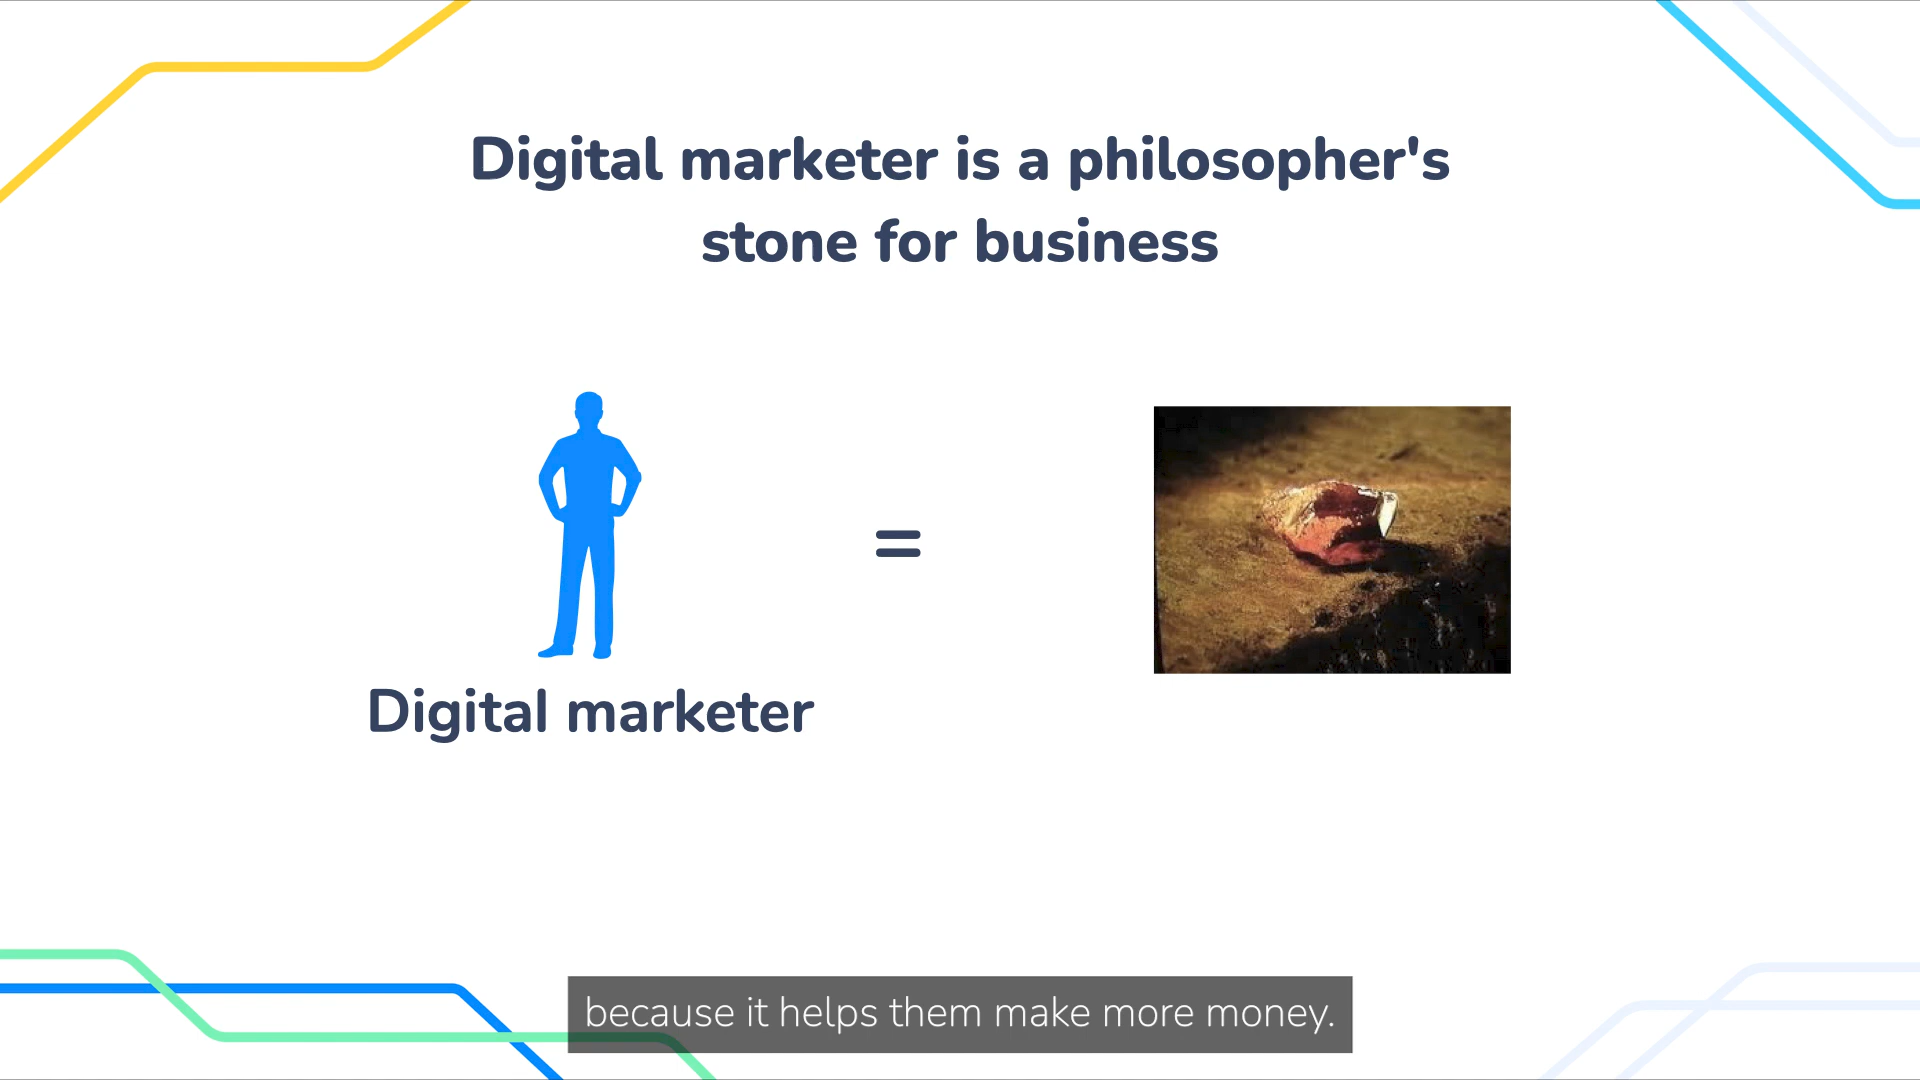 Digital marketer is a philosopher's
stone for business
=
Digital marketer
because it helps them make more money.